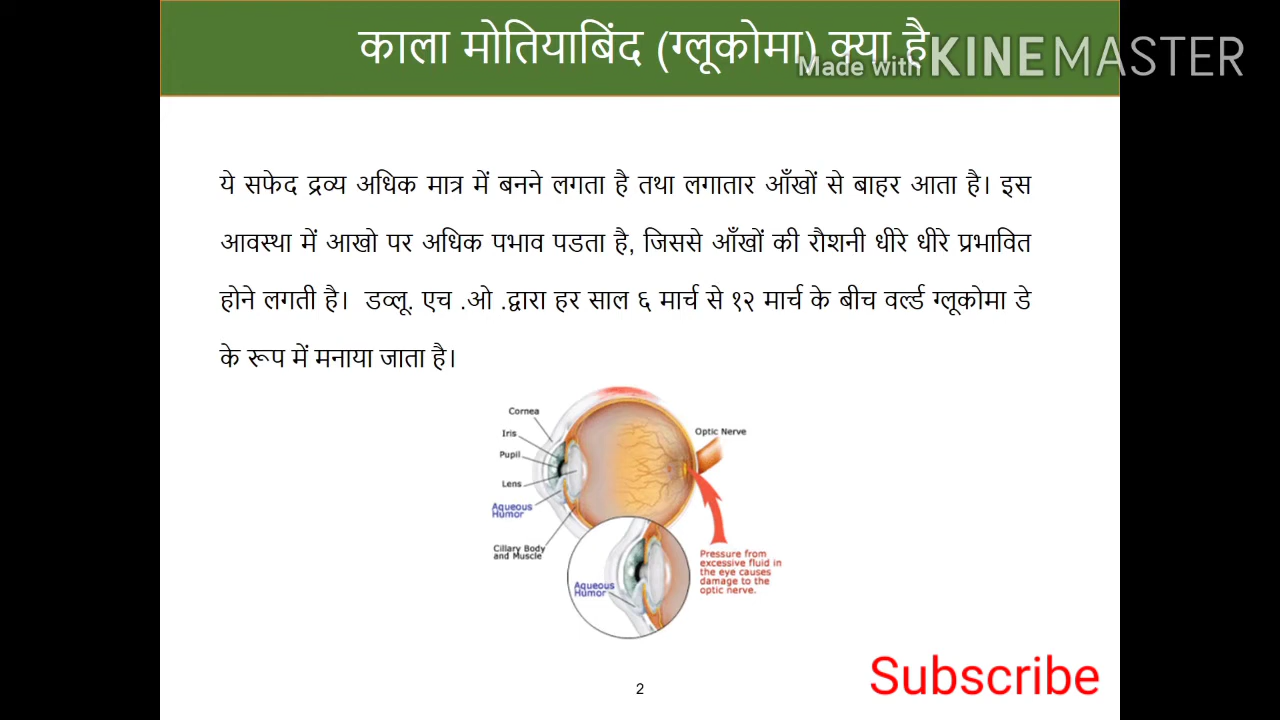 काला मोतियाबिंद (ग्लूकोमा) क्या है
Made with KINEMASTER
ये सफेद द्रव्य अधिक मात्र में बनने लगता है तथा लगातार आँखों से बाहर आता है। इस
आवस्था में आखो पर अधिक पभाव पडता है, जिससे आँखों की रौशनी धीरे धीरे प्रभावित
होने लगती है। डव्लू. एच .ओ .द्वारा हर साल ६ मार्च से १२ मार्च के बीच वर्ल्ड ग्लूकोमा डे
के रूप में मनाया जाता है।
Cornea
Iris
Pupil
Lens
Aqueous
Humor
Cillary Body
and Muscle
Optic Nerve
Aqueous
Humor
Pressure from
excessive fluid in
the eye causes
damage to the
optic nerve.
Subscribe
2